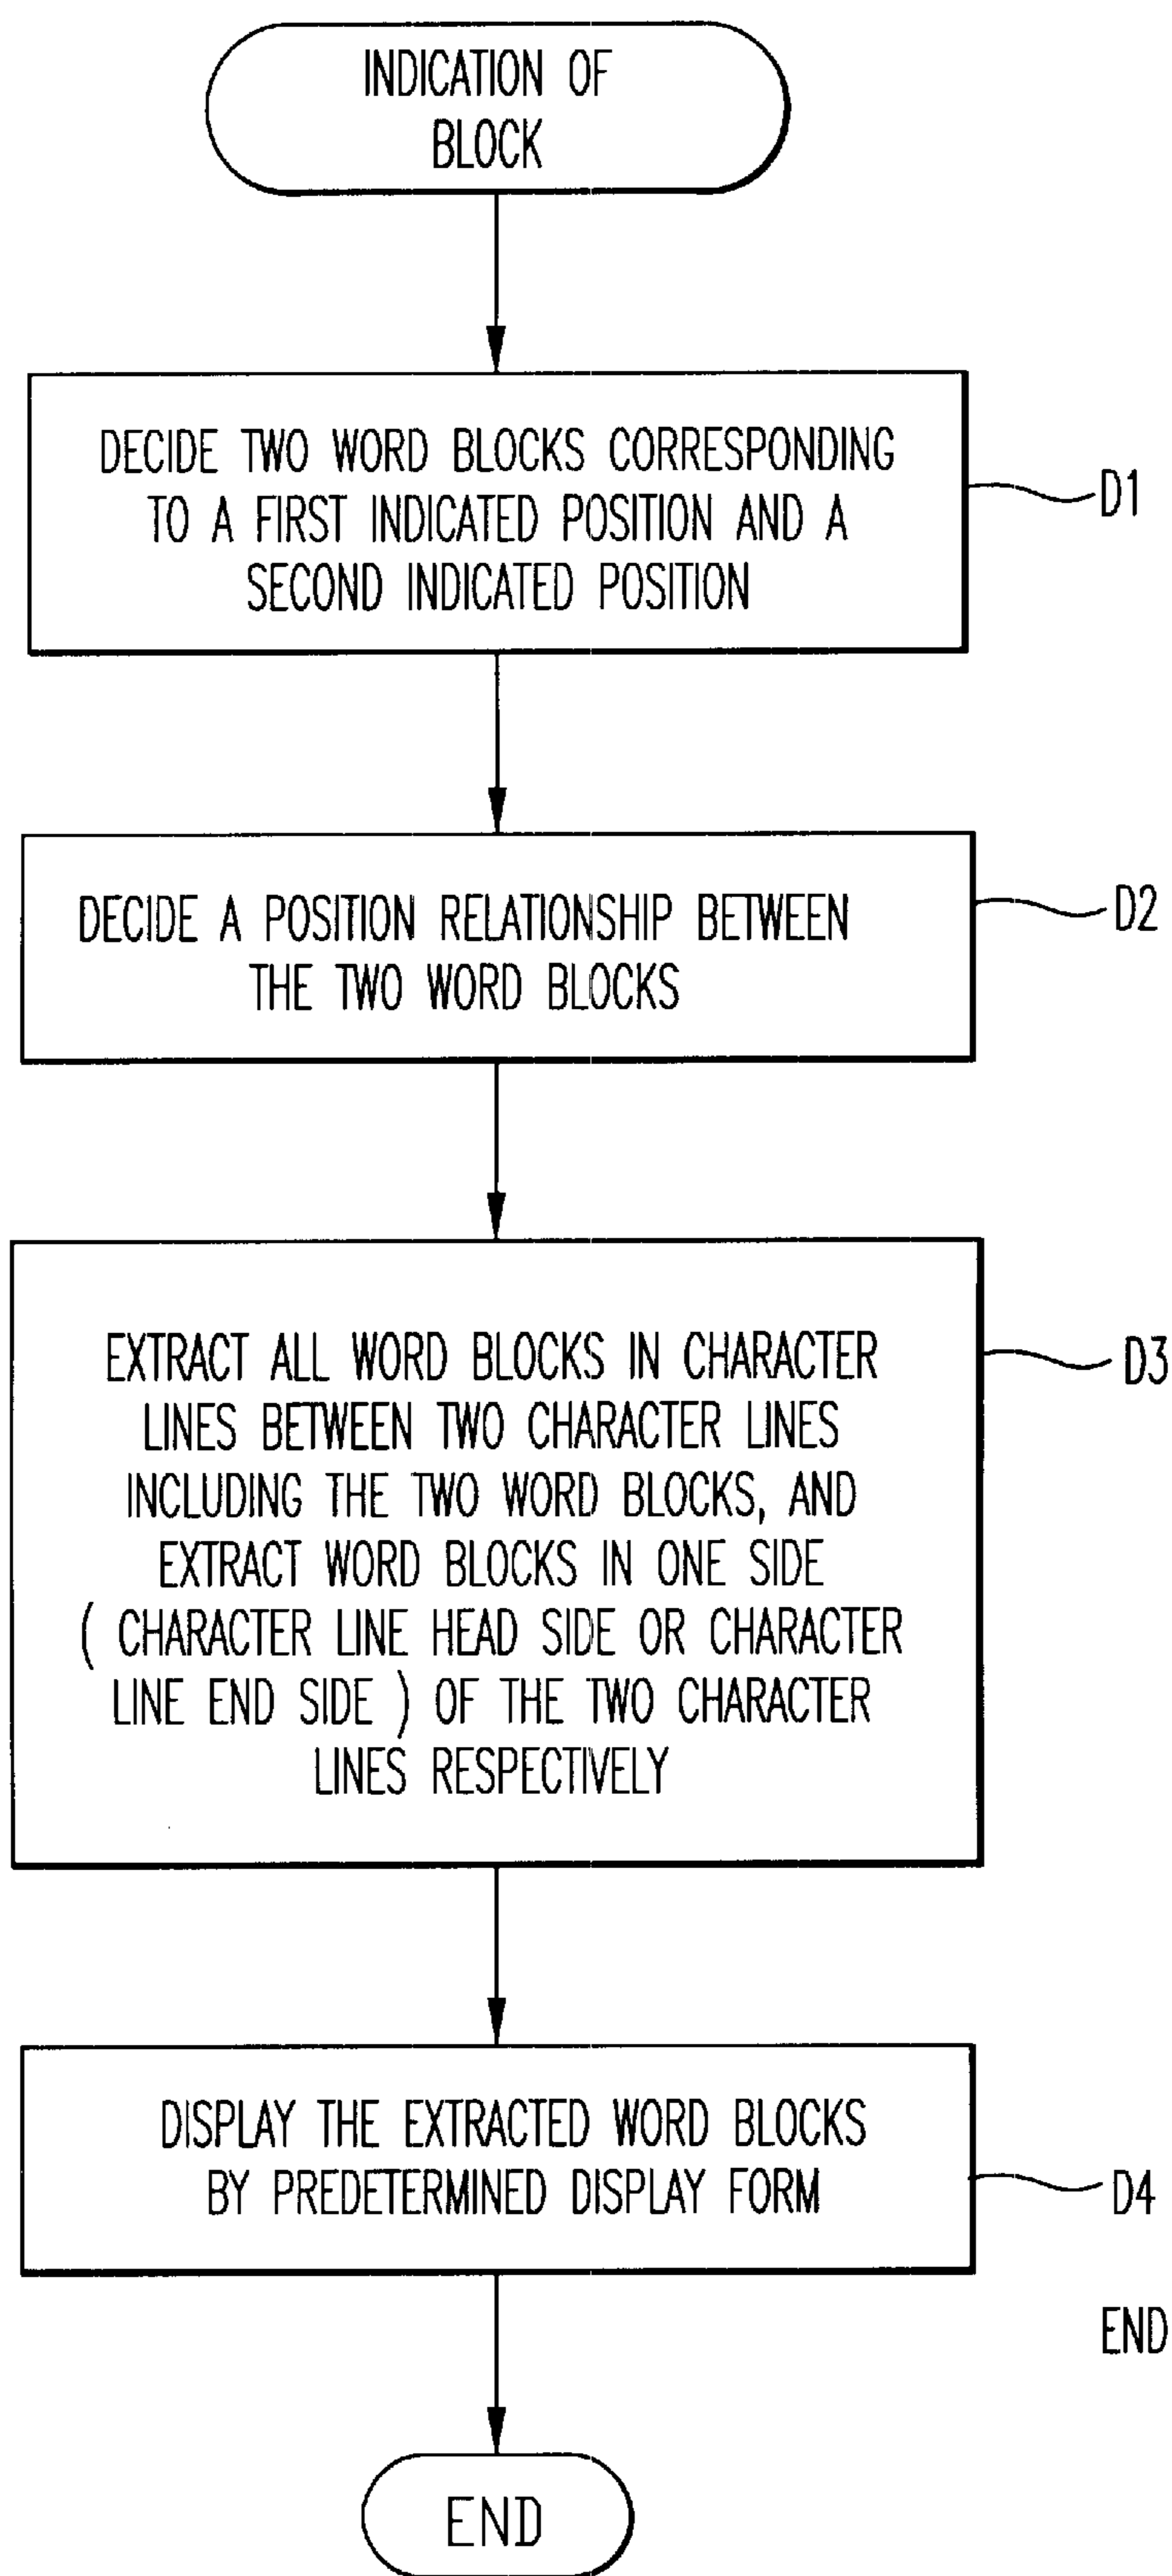 INDICATION OF
BLOCK
DECIDE TWO WORD BLOCKS CORRESPONDING
TO A FIRST INDICATED POSITION AND A
SECOND INDICATED POSITION
D1
DECIDE A POSITION RELATIONSHIP BETWEEN
THE TWO WORD BLOCKS
D2
EXTRACT ALL WORD BLOCKS IN CHARACTER
LINES BETWEEN TWO CHARACTER LINES
INCLUDING THE TWO WORD BLOCKS, AND
EXTRACT WORD BLOCKS IN ONE SIDE
( CHARACTER LINE HEAD SIDE OR CHARACTER
LINE END SIDE ) OF THE TWO CHARACTER
LINES RESPECTIVELY
D3
DISPLAY THE EXTRACTED WORD BLOCKS
BY PREDETERMINED DISPLAY FORM
D4
END
END